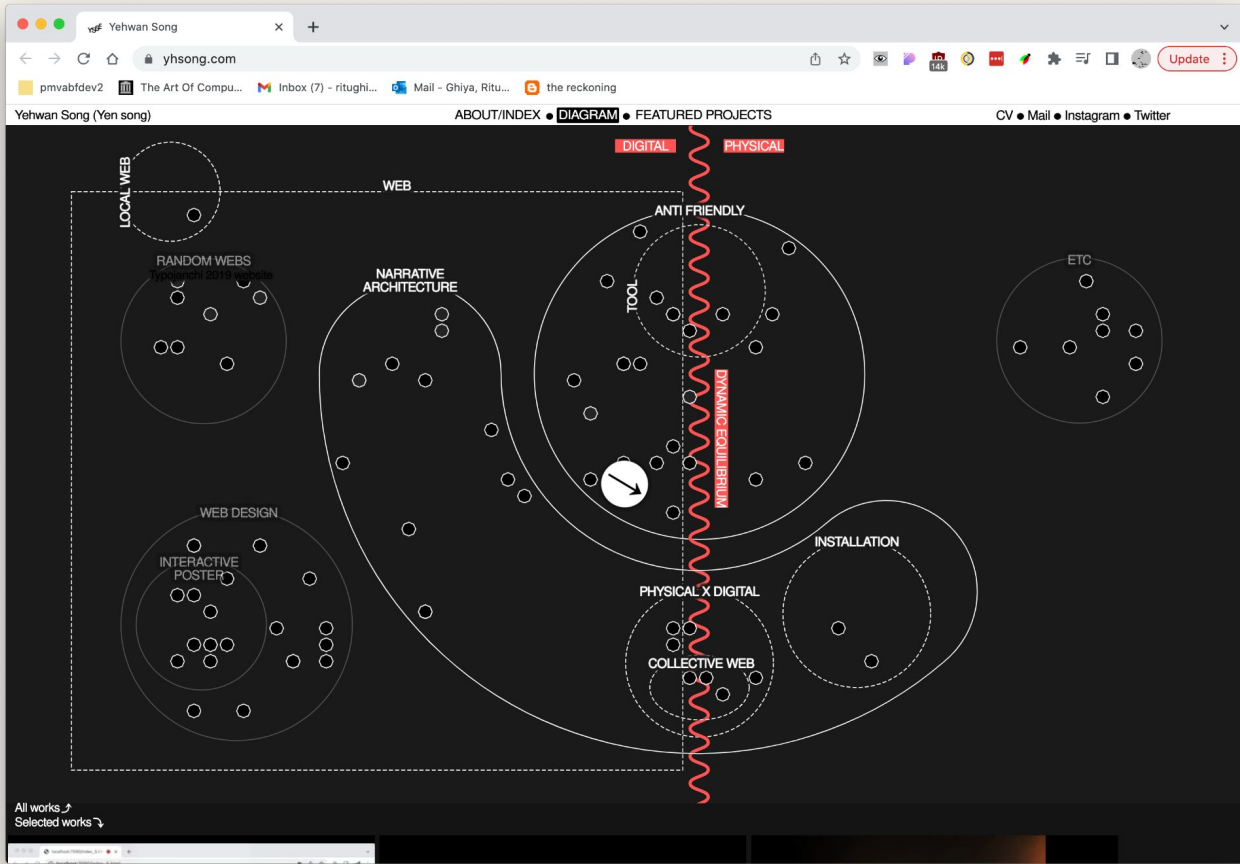 YSGE Yehwan Song
yhsong.com
14k
Update
pmvabfdev2
The Art Of Compu...
Inbox (7) - ritughi...
Mail - Ghiya, Ritu...
the reckoning
Yehwan Song (Yen song)
ABOUT/INDEX ● DIAGRAM ● FEATURED PROJECTS
CV ● Mail ● Instagram ● Twitter
DIGITAL
PHYSICAL
LOCAL WEB
WEB
ANTI FRIENDLY
RANDOM WEBS
Typojanchi 2019 website
NARRATIVE
ARCHITECTURE
TOOL
ETC
DYNAMIC EQUILIBRIUM
WEB DESIGN
INTERACTIVE
POSTER
INSTALLATION
PHYSICAL X DIGITAL
COLLECTIVE WEB
All works
Selected works